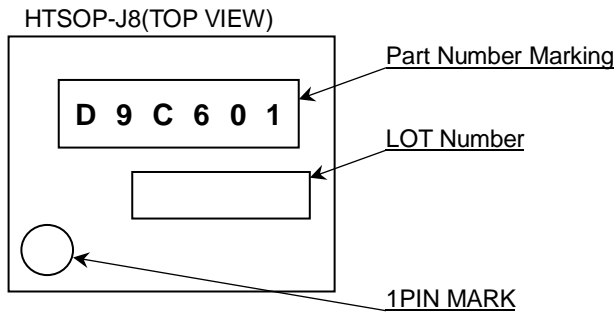 HTSOP-J8(TOP VIEW)
Part Number Marking
D 9 C 6 0 1
LOT Number
1PIN MARK